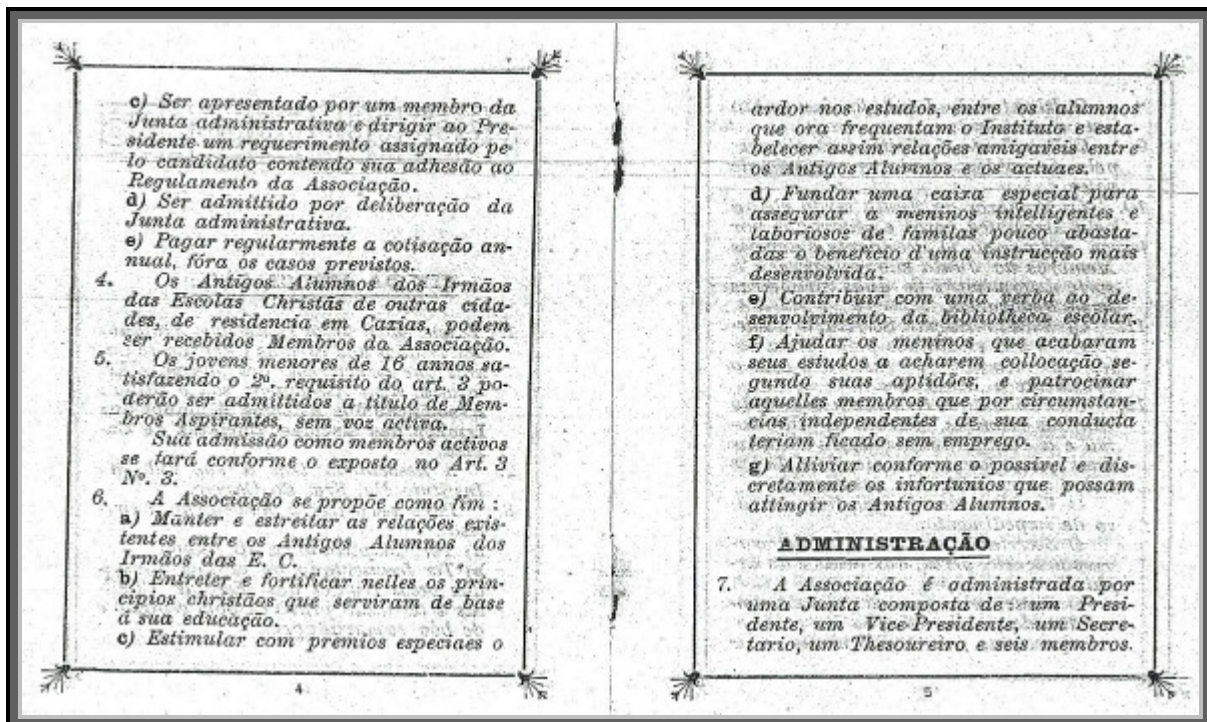 c) Ser apresentado por um membro da
Junta administrativa e dirigir ao Pre-
sidente um requerimento assignado pe-
lo candidato contendo sua adhesão ao
Regulamento da Associação.
d) Ser admittido por deliberação da
Junta administrativa.
e) Pagar regularmente a cotisação an-
nual, fóra os casos previstos.
4. Os Antigos Alumnos dos Irmãos
das Escolas Christãs de outras cida-
des, de residencia em Caxias, podem
ser recebidos Membros da Associação.
5. Os jovens menores de 16 annos sa-
tisfazendo o 2º. requisito do art. 3 po-
derão ser admittidos a titulo de Mem-
bros Aspirantes, sem voz activa.
Sua admissão como membros activos
se fará conforme o exposto no Art. 3
Nº. 3.
6. A Associação se propõe como fim :
a) Manter e estreitar as relações exis-
tentes entre os Antigos Alumnos dos
Irmãos das E. C.
b) Entreter e fortificar nelles os prin-
cipios christãos que serviram de base
á sua educação.
c) Estimular com premios especiaes o
4
ardor nos estudos, entre os alumnos
que ora frequentam o Instituto e esta-
belecer assim relações amigaveis entre
os Antigos Alumnos e os actuaes.
d) Fundar uma caixa especial para
assegurar a meninos intelligentes e
laboriosos de familas pouco abasta-
das o beneficio d'uma instrucção mais
desenvolvida.
e) Contribuir com uma verba ao de-
senvolvimento da bibliotheca escolar.
f) Ajudar os meninos que acabaram
seus estudos a acharem collocação se-
gundo suas aptidões, e patrocinar
aquelles membros que por circumstan-
cias independentes de sua conducta
teriam ficado sem emprego.
g) Alliviar conforme o possivel e dis-
cretamente os infortunios que possam
attingir os Antigos Alumnos.
ADMINISTRAÇÃO
7. A Associação é administrada por
uma Junta composta de um Presi-
dente, um Vice-Presidente, um Secre-
tario, um Thesoureiro e seis membros.
5